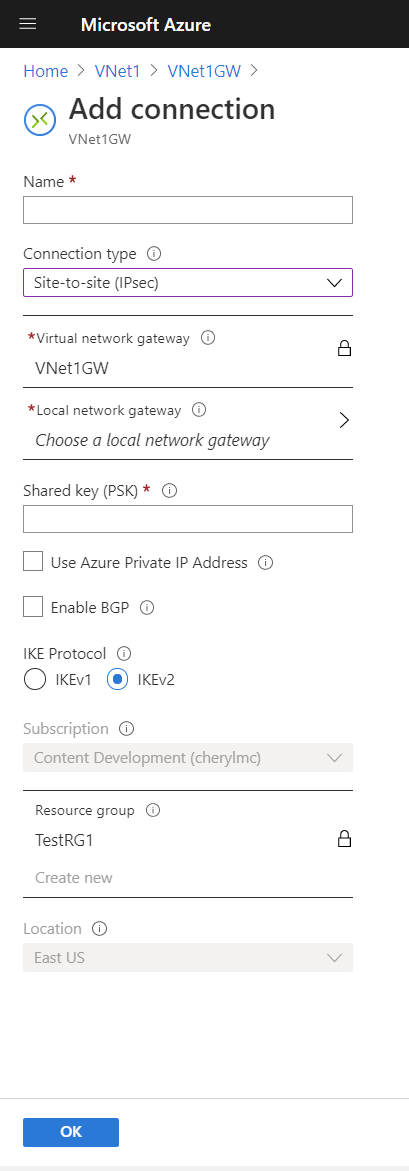 Microsoft Azure
Home > VNet1 > VNet1GW >
Add connection
VNet1GW
Name *
Connection type
Site-to-site (IPsec)
*Virtual network gateway
VNet1GW
*Local network gateway
Choose a local network gateway
Shared key (PSK) *
Use Azure Private IP Address
Enable BGP
IKE Protocol
IKEv1 IKEv2
Subscription
Content Development (cherylmc)
Resource group
TestRG1
Create new
Location
East US
OK